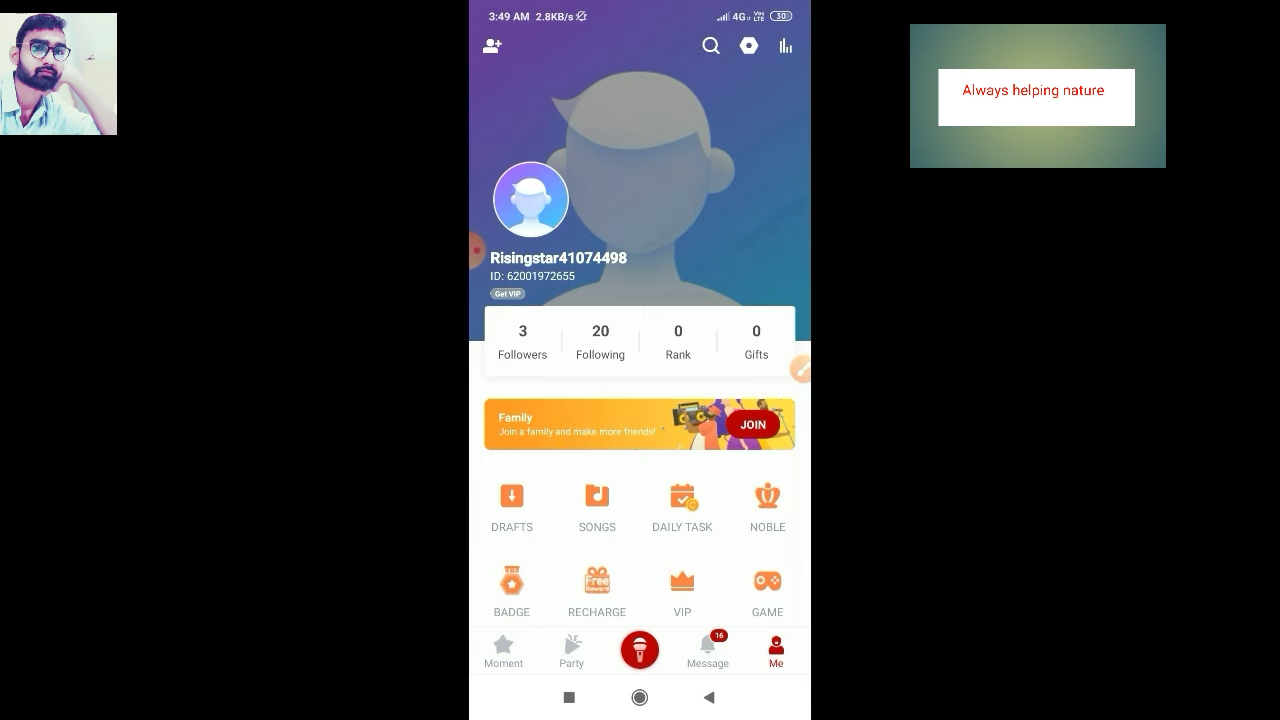 3:49 AM 2.8KB/s 4G Vo LTE 30
Always helping nature
Risingstar41074498
ID: 62001972655
Get VIP
3 20 0 0
Followers Following Rank Gifts
Family
Join a family and make more friends!
JOIN
DRAFTS SONGS DAILY TASK NOBLE
Free
Reward
BADGE RECHARGE VIP GAME
16
Moment Party Message Me